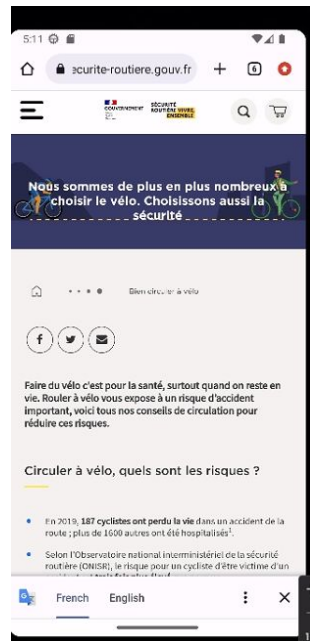 5:11
ecurite-routiere.gouv.fr
6
GOUVERNEMENT
SÉCURITÉ
ROUTIÈRE VIVRE,
ENSEMBLE
Nous sommes de plus en plus nombreux à
choisir le vélo. Choisissons aussi la
sécurité
Bien circuler à vélo
Faire du vélo c'est pour la santé, surtout quand on reste en
vie. Rouler à vélo vous expose à un risque d'accident
important, voici tous nos conseils de circulation pour
réduire ces risques.
Circuler à vélo, quels sont les risques ?
En 2019, 187 cyclistes ont perdu la vie dans un accident de la
route ; plus de 1600 autres ont été hospitalisés¹.
Selon l'Observatoire national interministériel de la sécurité
routière (ONISR), le risque pour un cycliste d'être victime d'un
French English